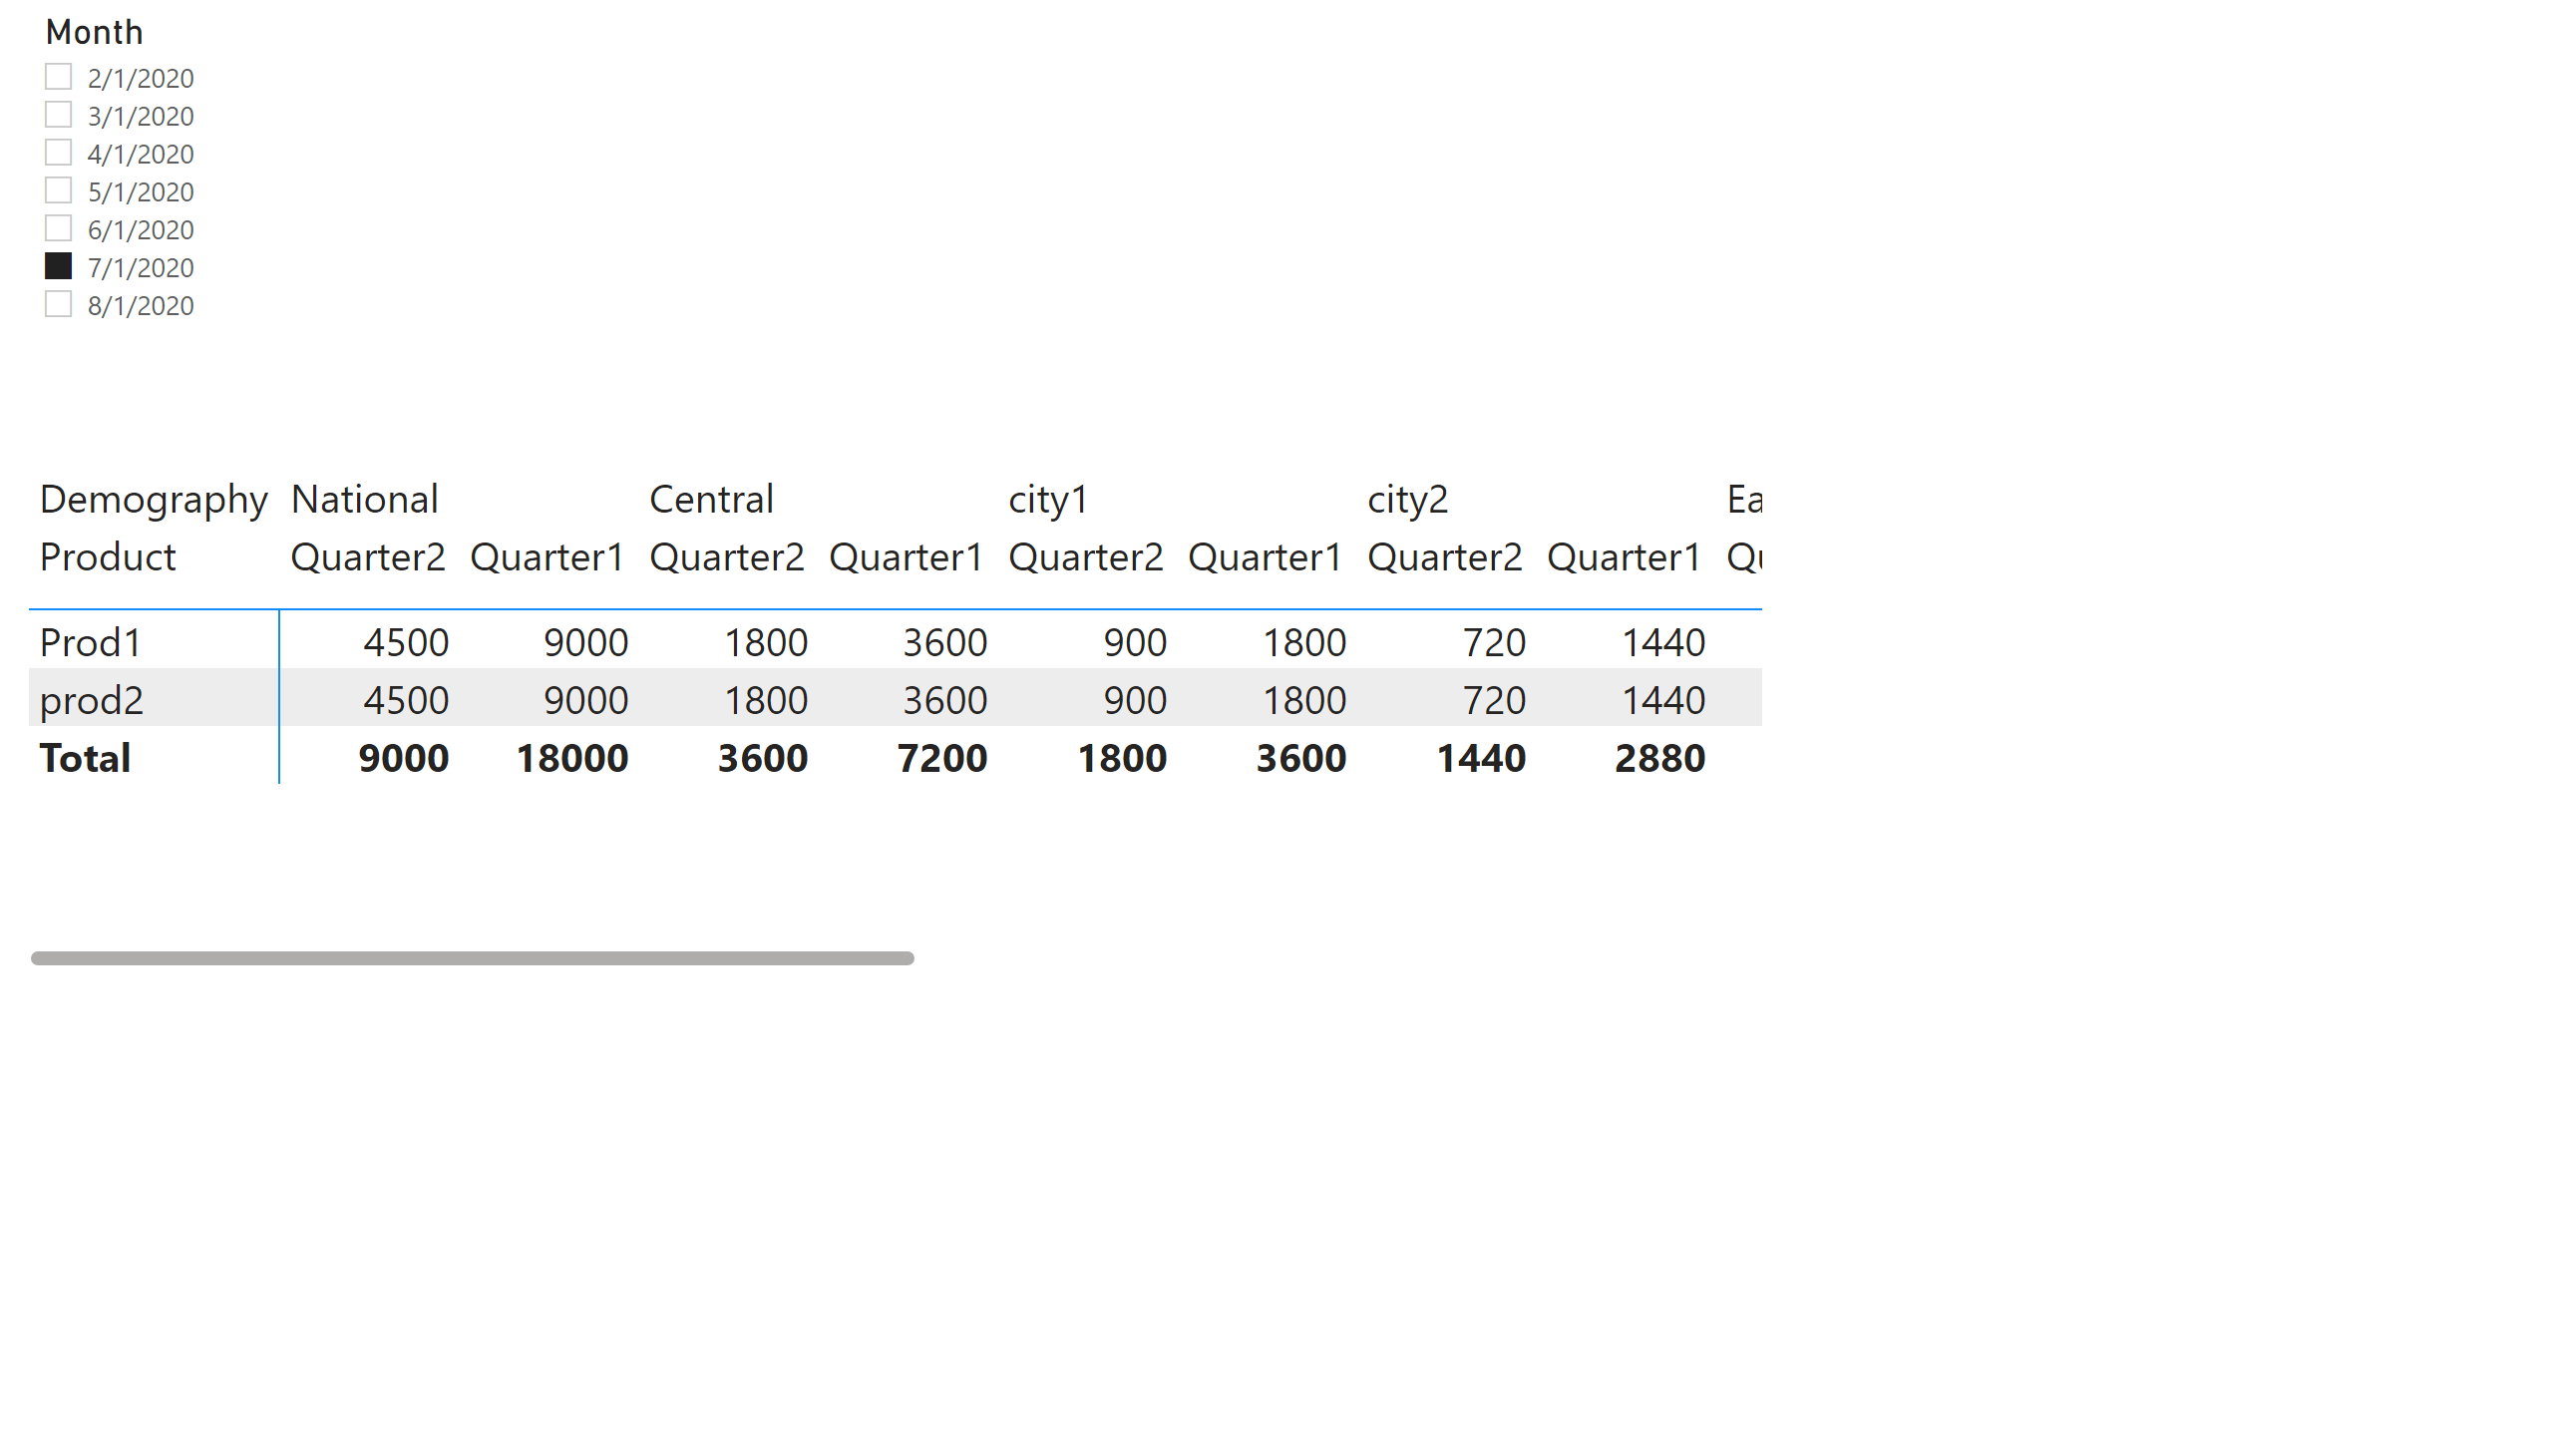 Month
2/1/2020
3/1/2020
4/1/2020
5/1/2020
6/1/2020
7/1/2020
8/1/2020
Demography National Central city1 city2 Ea
Product Quarter2 Quarter1 Quarter2 Quarter1 Quarter2 Quarter1 Quarter2 Quarter1 Qu
Prod1 4500 9000 1800 3600 900 1800 720 1440
prod2 4500 9000 1800 3600 900 1800 720 1440
Total 9000 18000 3600 7200 1800 3600 1440 2880